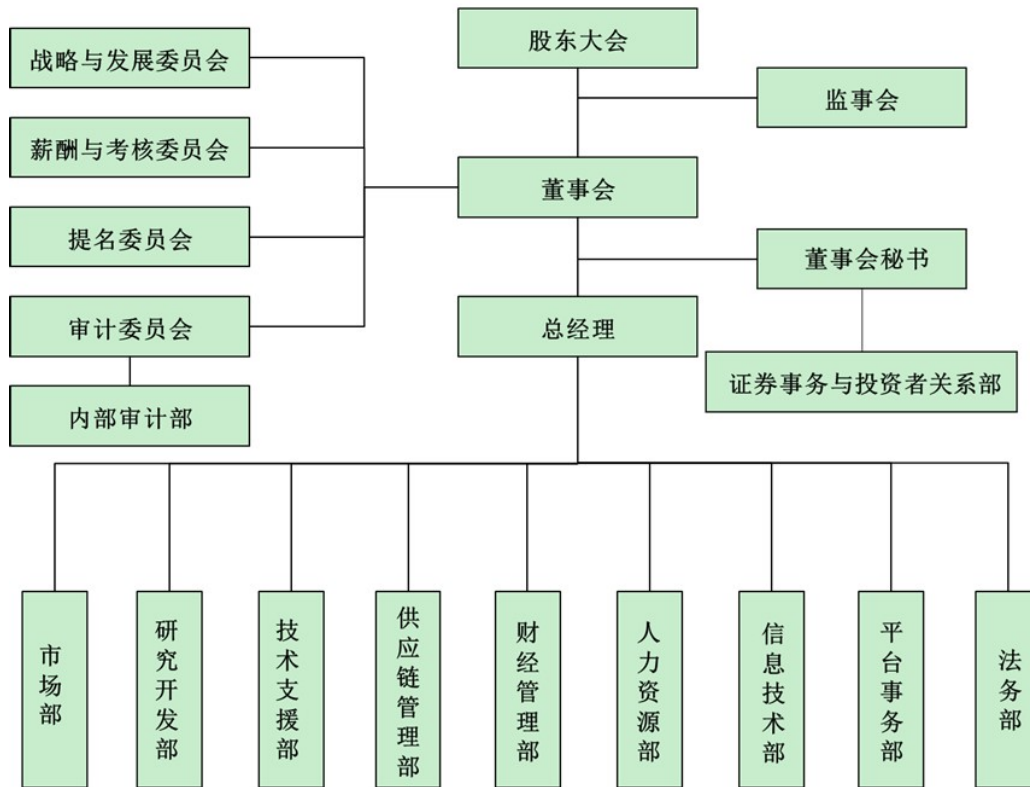 股东大会
战略与发展委员会
监事会
薪酬与考核委员会
董事会
提名委员会
董事会秘书
审计委员会
总经理
证券事务与投资者关系部
内部审计部
市场部
研究开发部
技术支援部
供应链管理部
财经管理部
人力资源部
信息技术部
平台事务部
法务部